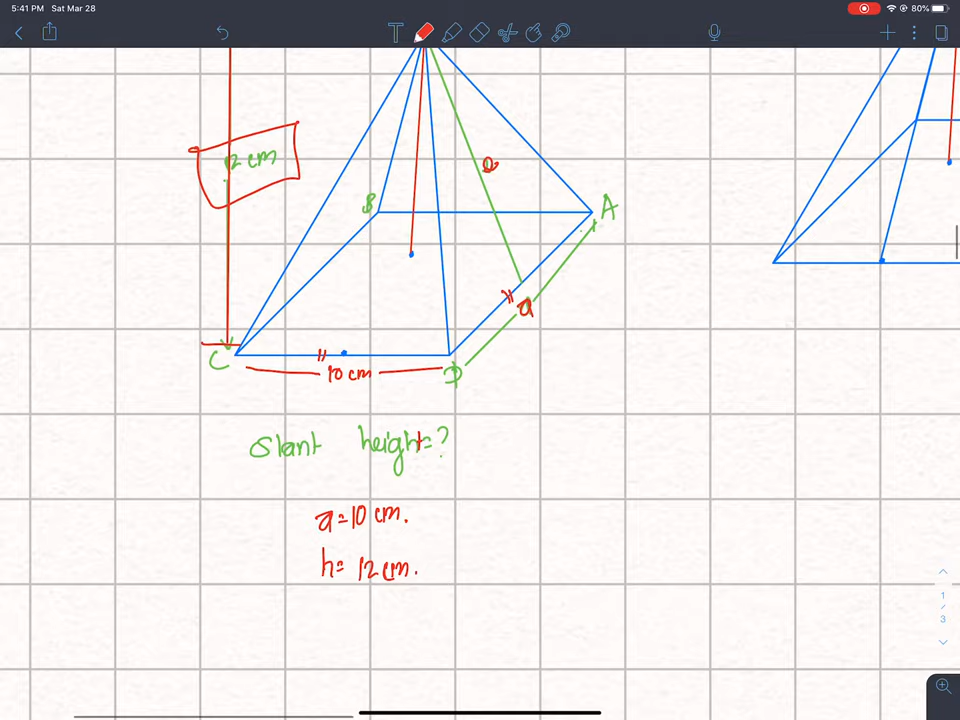 5:41 PM Sat Mar 28
80%
T
12 cm
B
A
a
C
10 cm
D
Slant height=?
a=10 cm.
h= 12 cm.
1
/
3